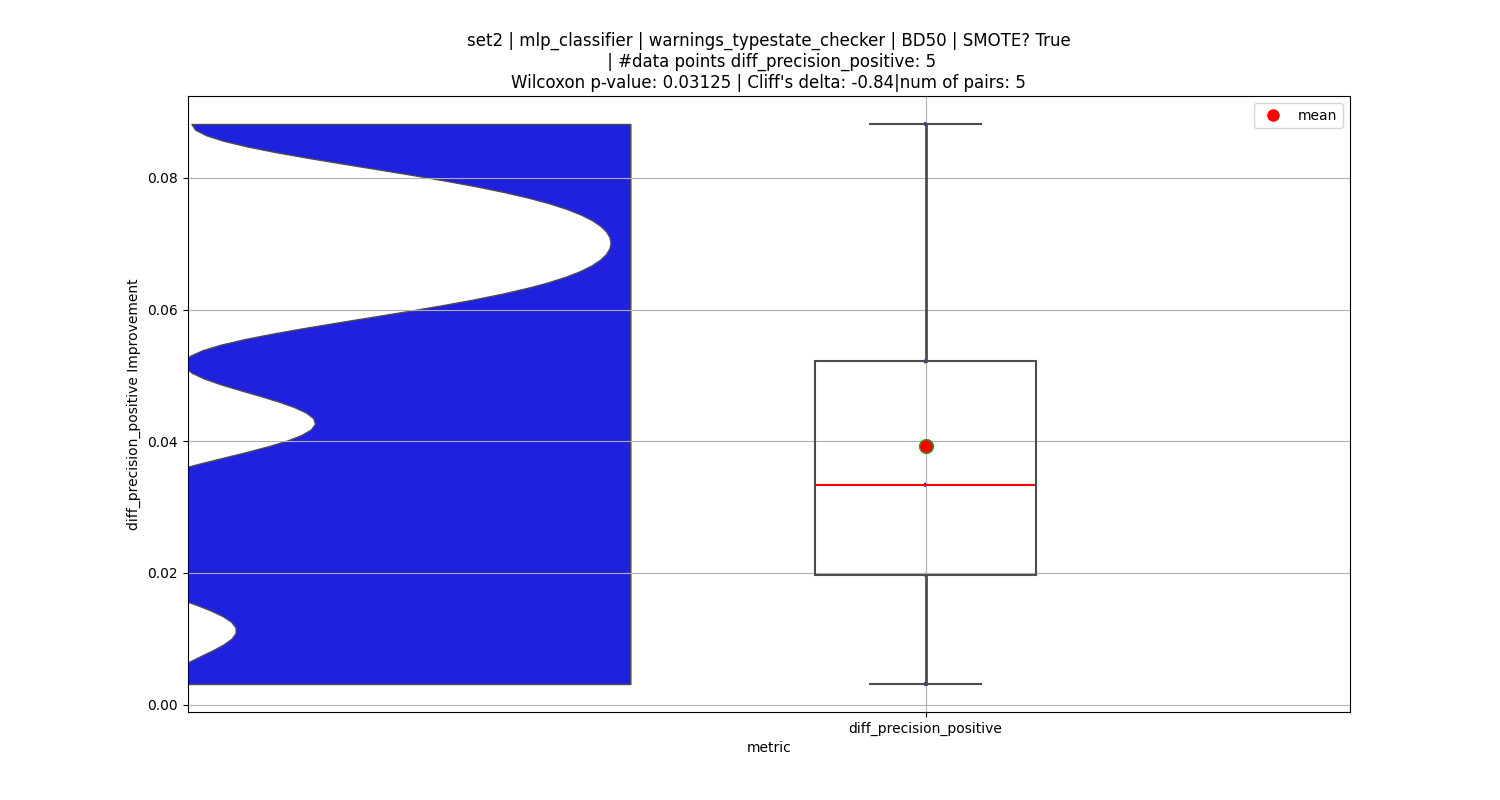 set2 | mlp_classifier | warnings_typestate_checker | BD50 | SMOTE? True
| #data points diff_precision_positive: 5
Wilcoxon p-value: 0.03125 | Cliff's delta: -0.84|num of pairs: 5
mean
0.08
0.06
0.04
0.02
0.00
diff_precision_positive Improvement
diff_precision_positive
metric